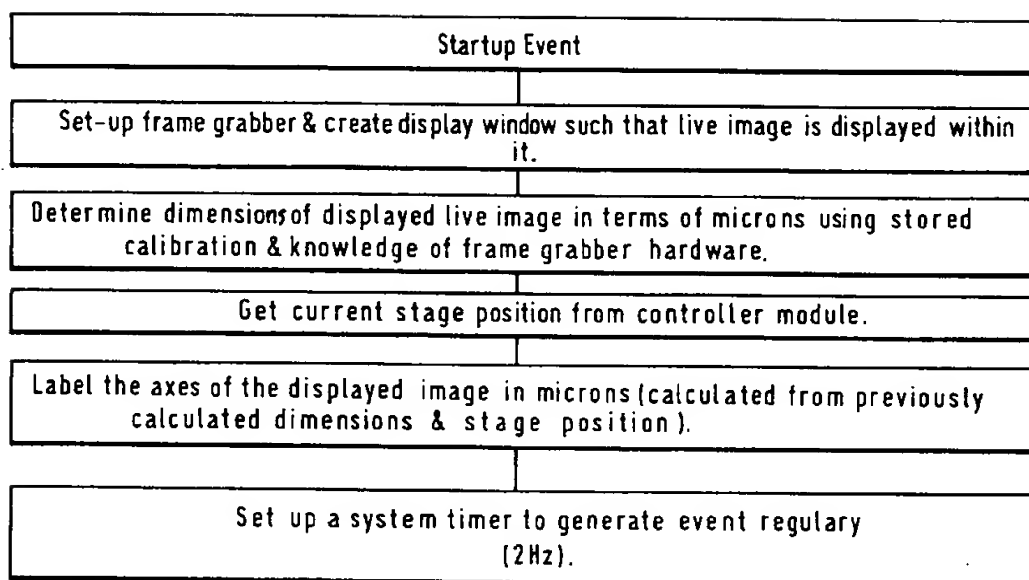 Startup Event
Set-up frame grabber & create display window such that live image is displayed within
it.
Determine dimensions of displayed live image in terms of microns using stored
calibration & knowledge of frame grabber hardware.
Get current stage position from controller module.
Label the axes of the displayed image in microns (calculated from previously
calculated dimensions & stage position).
Set up a system timer to generate event regulary
(2Hz).